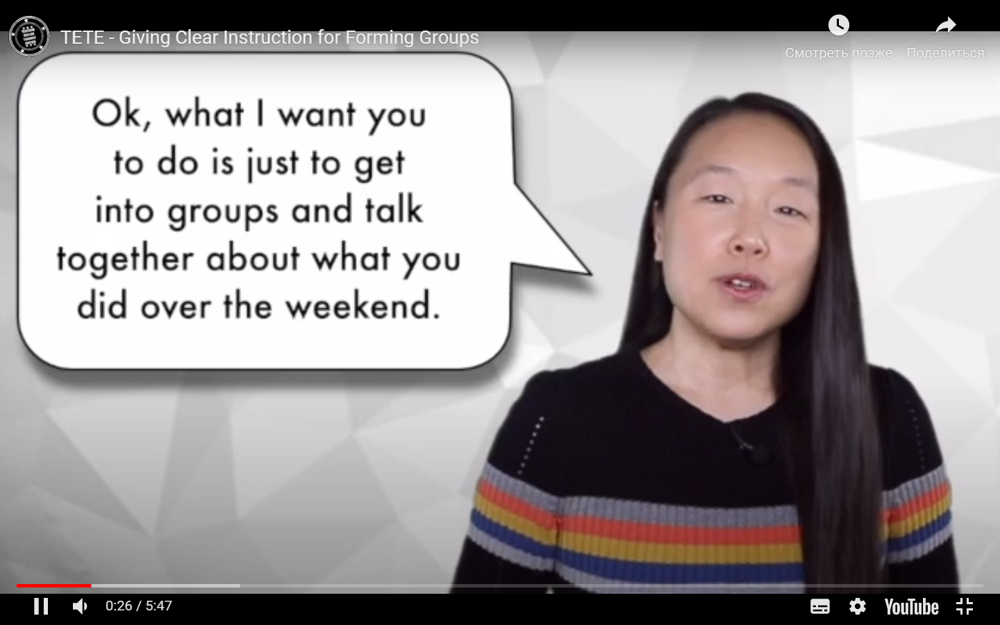 TETE - Giving Clear Instruction for Forming Groups
Смотреть позже
Поделиться
Ok, what I want you
to do is just to get
into groups and talk
together about what you
did over the weekend.
0:26 / 5:47
YouTube